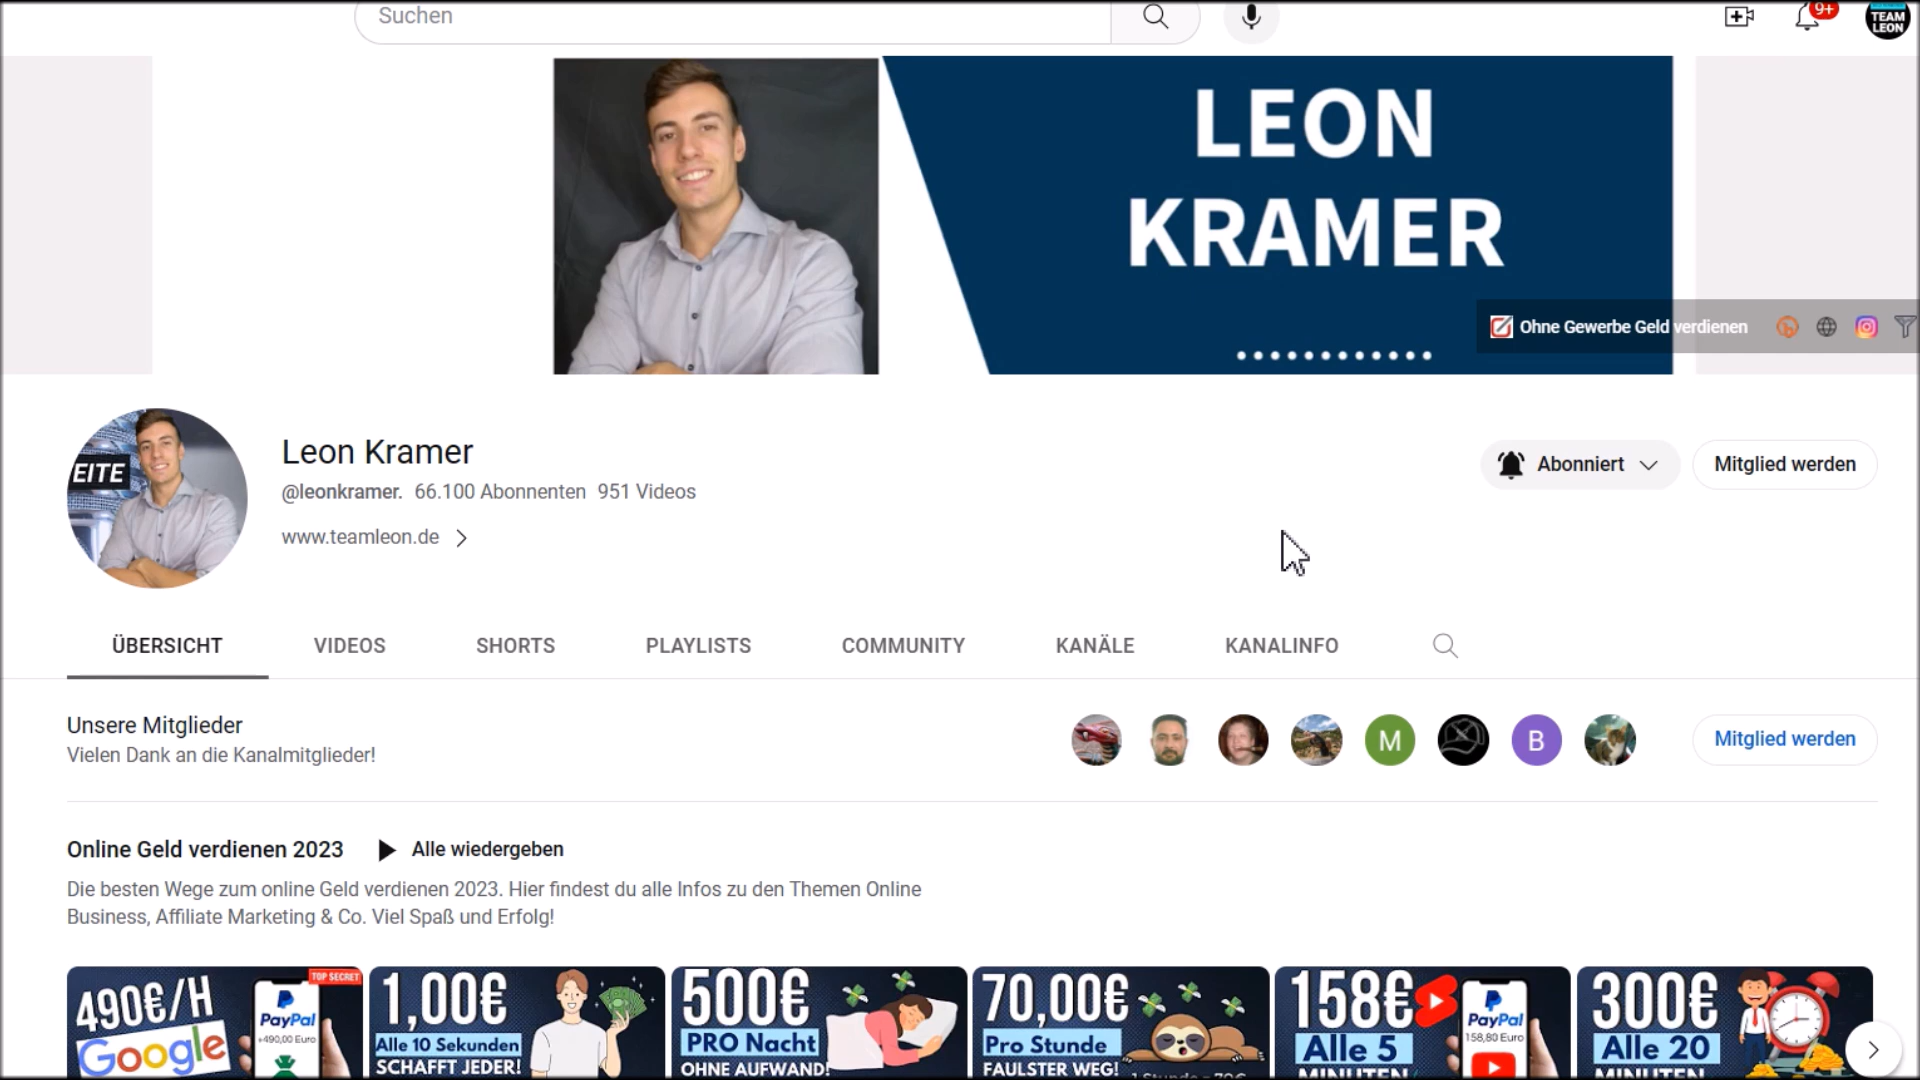 Suchen
9+
TEAM
LEON
LEON
KRAMER
Ohne Gewerbe Geld verdienen
EITE
Leon Kramer
@leonkramer. 66.100 Abonnenten 951 Videos
www.teamleon.de
Abonniert
Mitglied werden
ÜBERSICHT VIDEOS SHORTS PLAYLISTS COMMUNITY KANÄLE KANALINFO
Unsere Mitglieder
Vielen Dank an die Kanalmitglieder!
M
B
Mitglied werden
Online Geld verdienen 2023 Alle wiedergeben
Die besten Wege zum online Geld verdienen 2023. Hier findest du alle Infos zu den Themen Online
Business, Affiliate Marketing & Co. Viel Spaß und Erfolg!
490€/H
Google
TOP SECRET
PayPal
+490,00 Euro
1,00€
Alle 10 Sekunden
SCHAFFT JEDER!
500€
PRO Nacht
OHNE AUFWAND!
70,00€
Pro Stunde
FAULSTER WEG!
158€
Alle 5
MINUTEN
PayPal
158,80 Euro
300€
Alle 20
MINUTEN